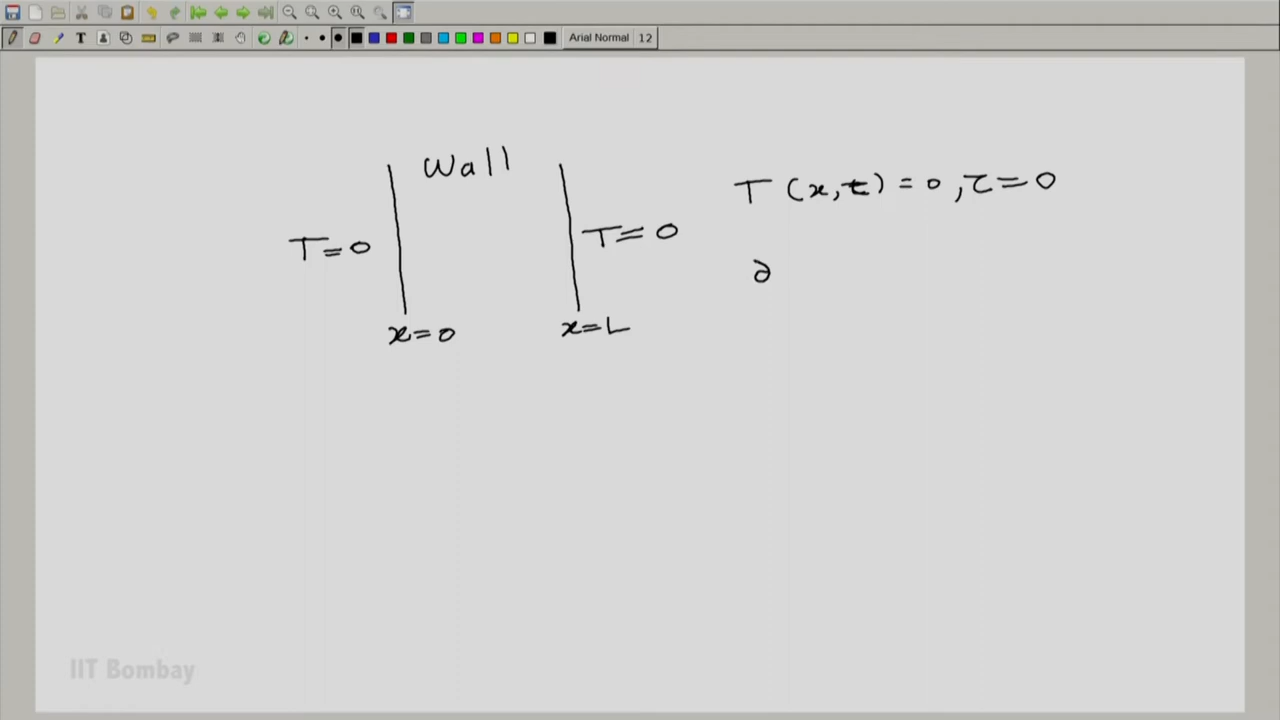 Arial Normal 12
Wall
T (x,t) = 0, τ = 0
T = 0
T = 0
∂
x = 0
x = L
IIT Bombay